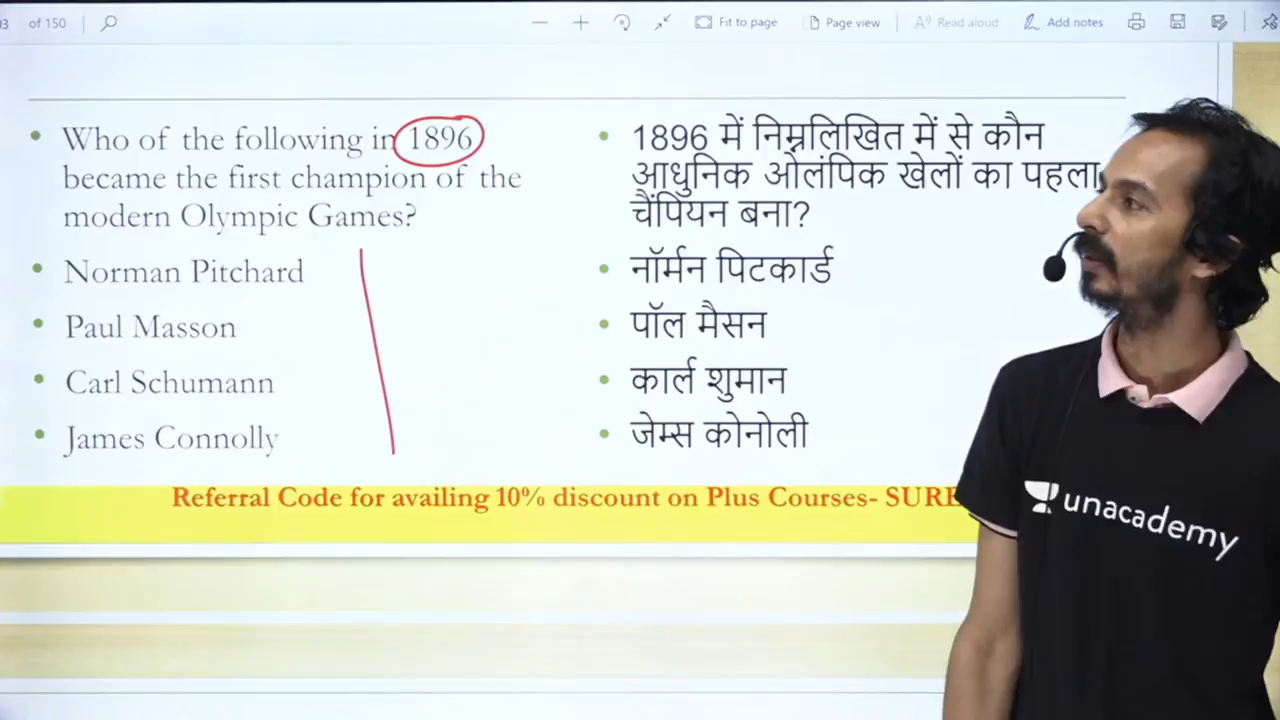 of 150
Fit to page
Page view
Read aloud
Add notes
Who of the following in 1896
became the first champion of the
modern Olympic Games?
Norman Pitchard
Paul Masson
Carl Schumann
James Connolly
1896 में निम्नलिखित में से कौन
आधुनिक ओलंपिक खेलों का पहला
चैंपियन बना?
नॉर्मन पिटकार्ड
पॉल मैसन
कार्ल शुमान
जेम्स कोनोली
Referral Code for availing 10% discount on Plus Courses- SURE
unacademy